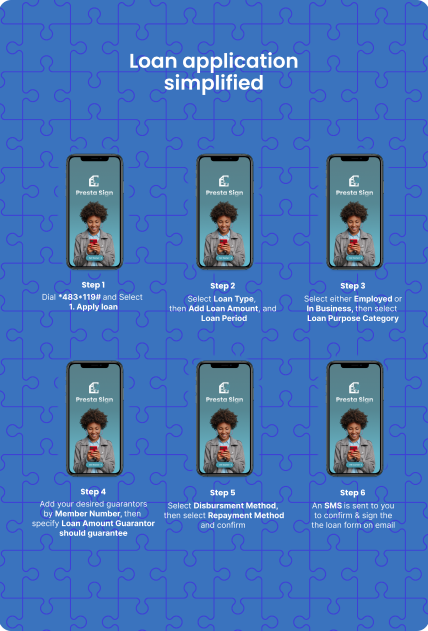 Loan application
simplified
Presta Sign
Presta Sign
Presta Sign
Step 1
Dial *483*119# and Select
1. Apply loan
Step 2
Select Loan Type,
then Add Loan Amount, and
Loan Period
Step 3
Select either Employed or
In Business, then select
Loan Purpose Category
Presta Sign
Presta Sign
Presta Sign
Step 4
Add your desired guarantors
by Member Number, then
specify Loan Amount Guarantor
should guarantee
Step 5
Select Disbursment Method,
then select Repayment Method
and confirm
Step 6
An SMS is sent to you
to confirm & sign the
the loan form on email